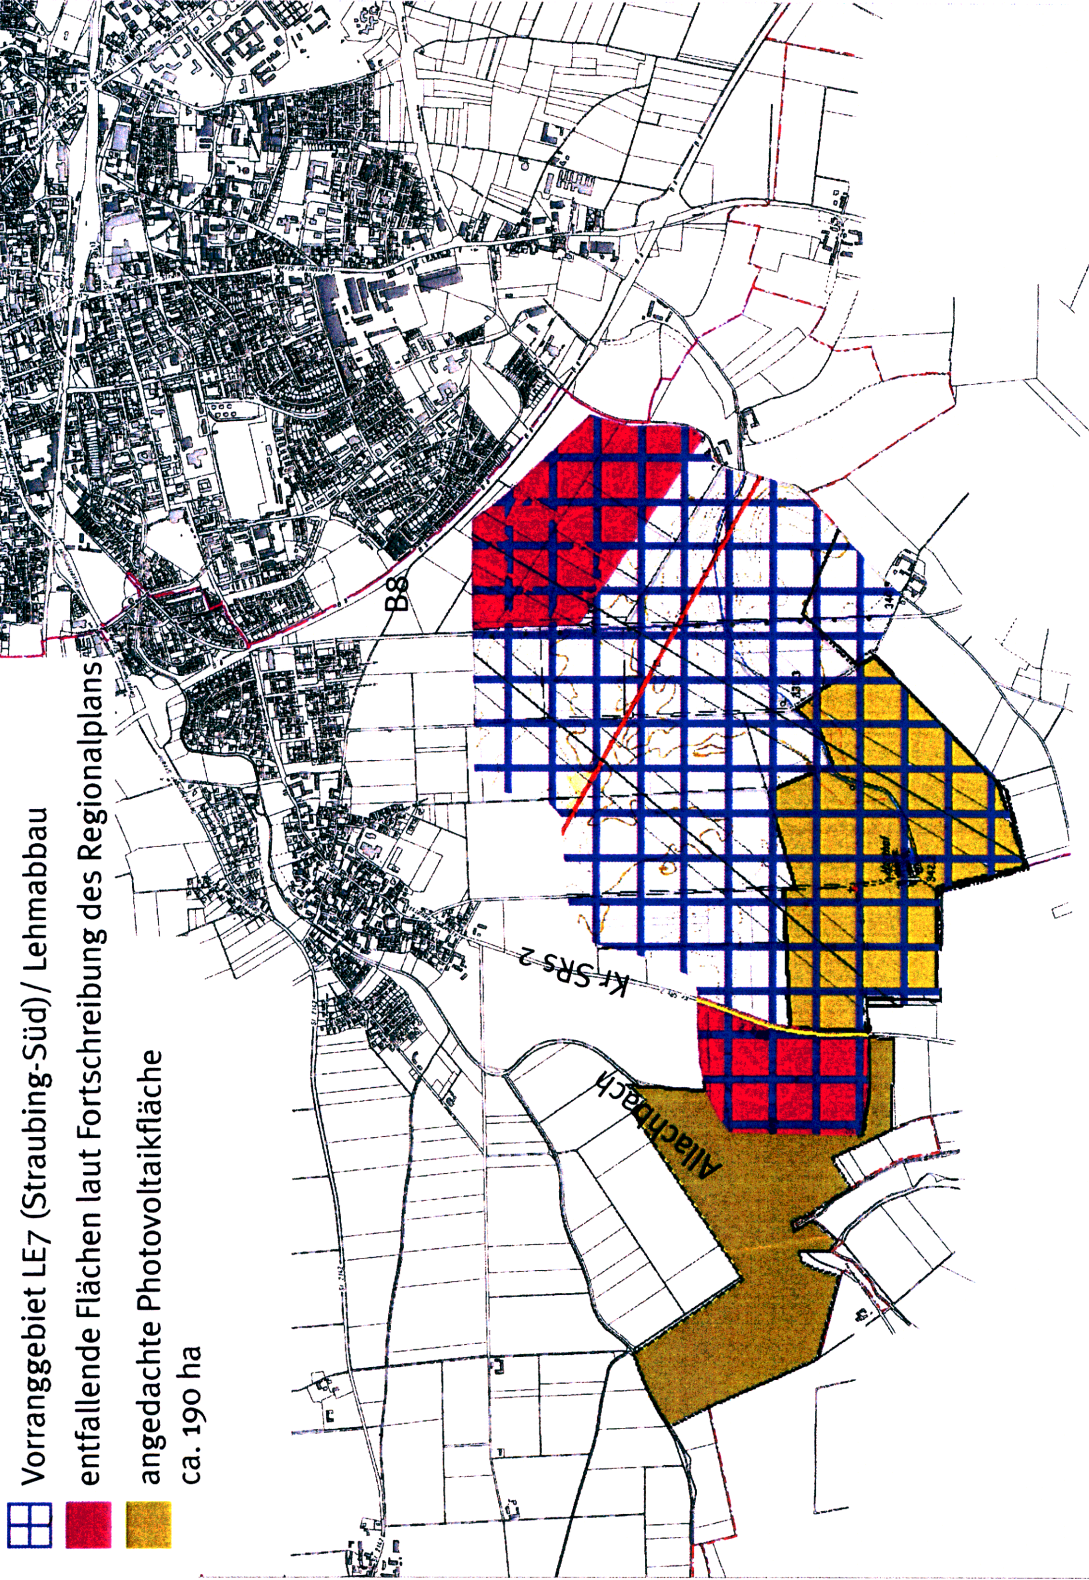 Vorranggebiet LE7 (Straubing-Süd)/ Lehmabbau
entfallende Flächen laut Fortschreibung des Regionalplans
angedachte Photovoltaikfläche
ca. 190 ha
B8
Kr SRs 2
Allachbach